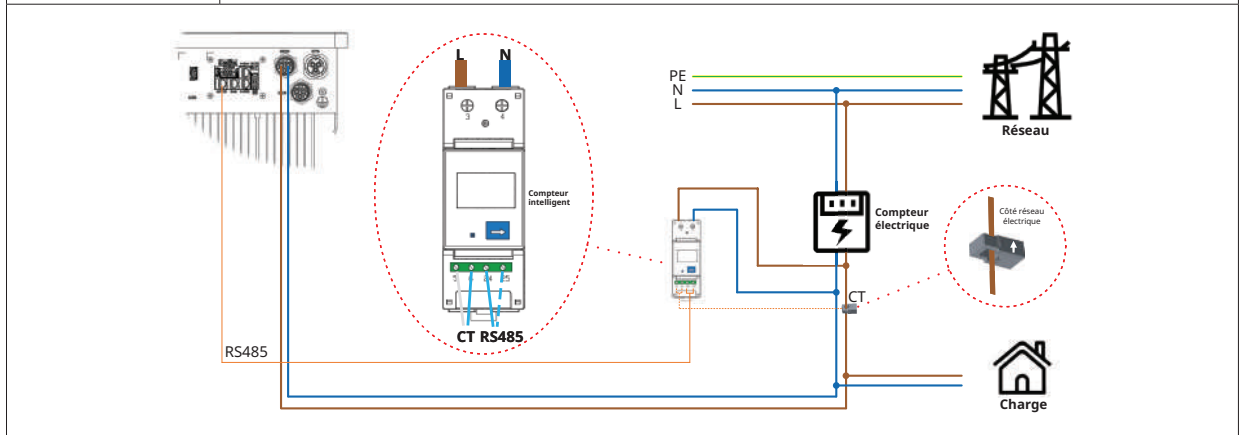 L N
3 4
Compteur
intelligent
CT RS485
RS485
PE
N
L
Réseau
Compteur
électrique
Côté réseau
électrique
CT
Charge